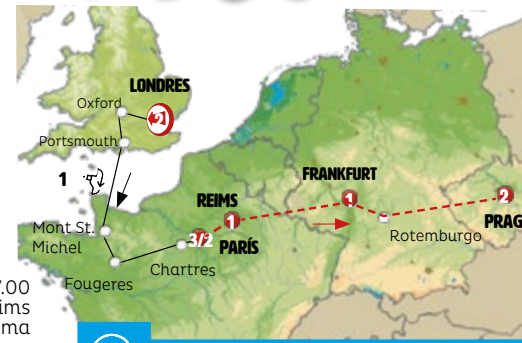 LONDRES
2
Oxford
Portsmouth
1
FRANKFURT
1
2
REIMS
1
PRAG
Rotemburgo
Mont St.
Michel
3/2
PARÍS
Chartres
Fougeres
7.00
ims
ma